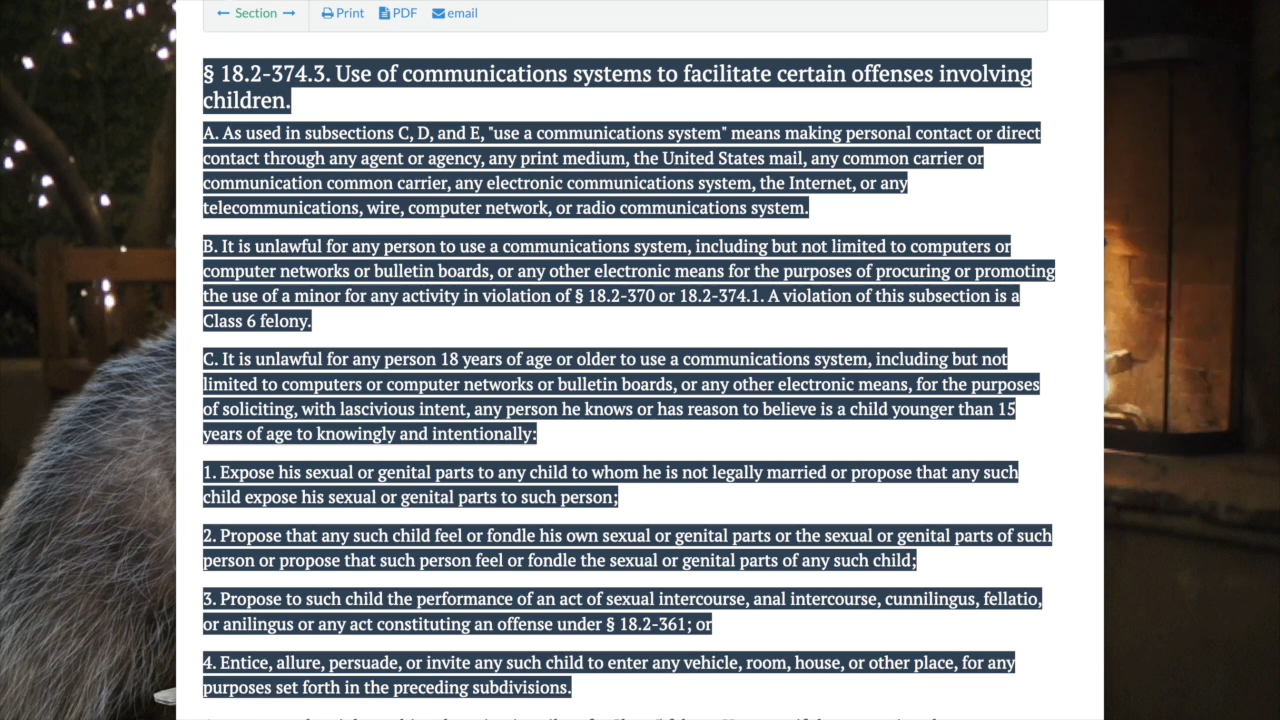 ← Section → Print PDF email
§ 18.2-374.3. Use of communications systems to facilitate certain offenses involving
children.
A. As used in subsections C, D, and E, "use a communications system" means making personal contact or direct
contact through any agent or agency, any print medium, the United States mail, any common carrier or
communication common carrier, any electronic communications system, the Internet, or any
telecommunications, wire, computer network, or radio communications system.
B. It is unlawful for any person to use a communications system, including but not limited to computers or
computer networks or bulletin boards, or any other electronic means for the purposes of procuring or promoting
the use of a minor for any activity in violation of § 18.2-370 or 18.2-374.1. A violation of this subsection is a
Class 6 felony.
C. It is unlawful for any person 18 years of age or older to use a communications system, including but not
limited to computers or computer networks or bulletin boards, or any other electronic means, for the purposes
of soliciting, with lascivious intent, any person he knows or has reason to believe is a child younger than 15
years of age to knowingly and intentionally:
1. Expose his sexual or genital parts to any child to whom he is not legally married or propose that any such
child expose his sexual or genital parts to such person;
2. Propose that any such child feel or fondle his own sexual or genital parts or the sexual or genital parts of such
person or propose that such person feel or fondle the sexual or genital parts of any such child;
3. Propose to such child the performance of an act of sexual intercourse, anal intercourse, cunnilingus, fellatio,
or anilingus or any act constituting an offense under § 18.2-361; or
4. Entice, allure, persuade, or invite any such child to enter any vehicle, room, house, or other place, for any
purposes set forth in the preceding subdivisions.